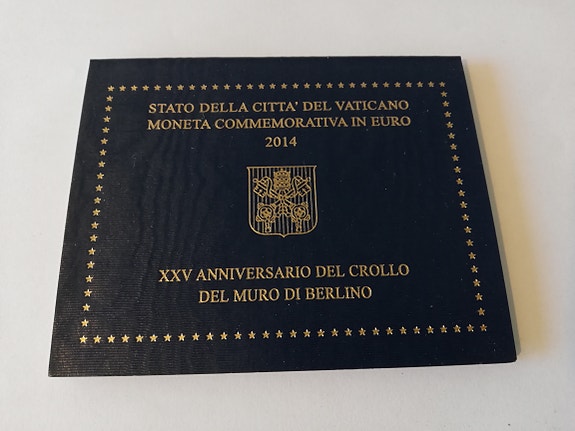 STATO DELLA CITTA' DEL VATICANO
MONETA COMMEMORATIVA IN EURO
2014
XXV ANNIVERSARIO DEL CROLLO
DEL MURO DI BERLINO